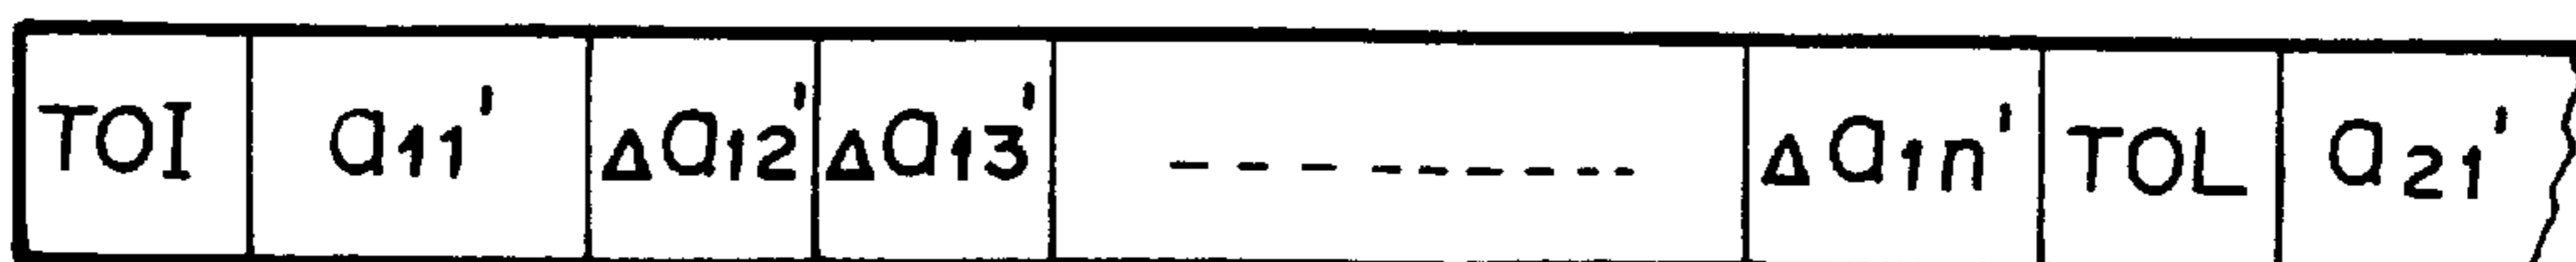 TOI a11' Δa12' Δa13' ---------- Δa1n' TOL a21'